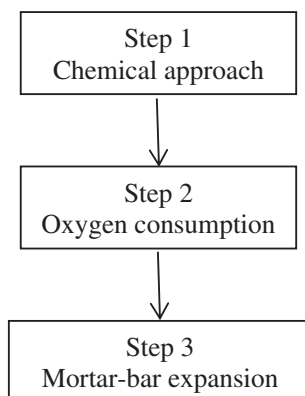 Step 1
Chemical approach
Step 2
Oxygen consumption
Step 3
Mortar-bar expansion